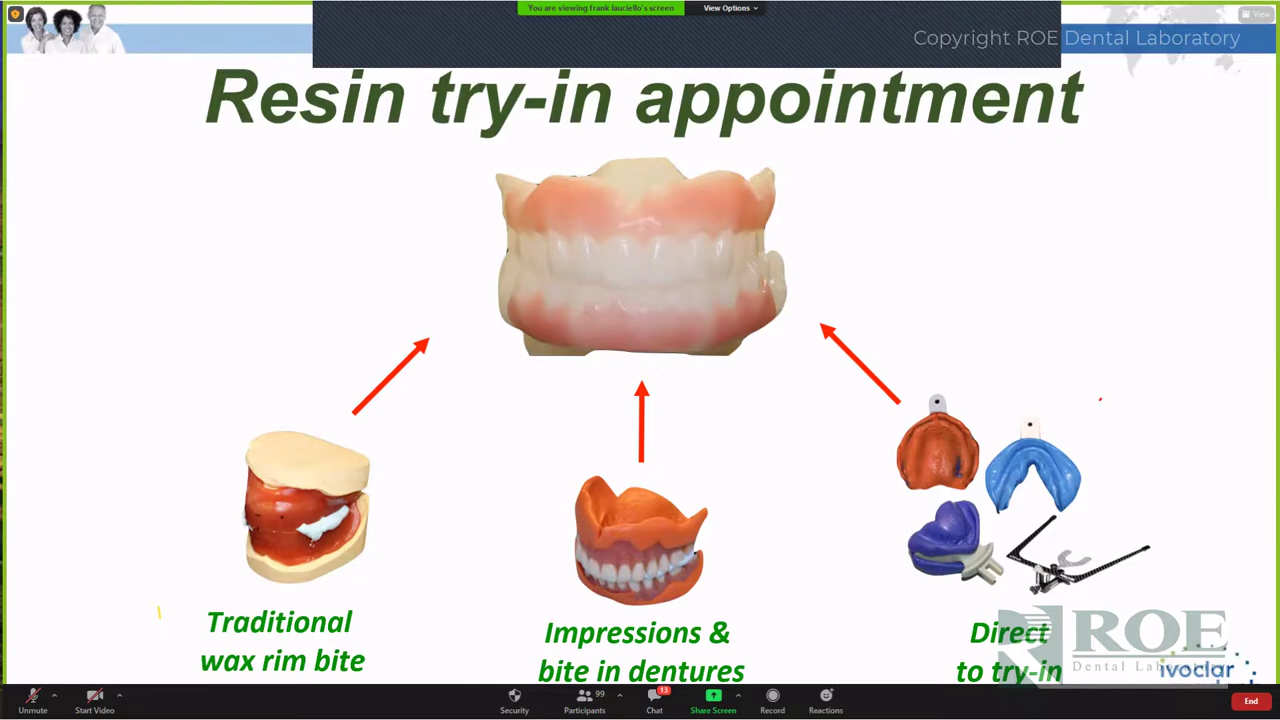 You are viewing frank lauciello's screen
View Options
View
Copyright ROE Dental Laboratory
Resin try-in appointment
Traditional
wax rim bite
Impressions &
bite in dentures
Direct
to try-in
ROE
Dental Laboratory
ivoclar
Unmute
Start Video
Security
99
Participants
13
Chat
Share Screen
Record
Reactions
End